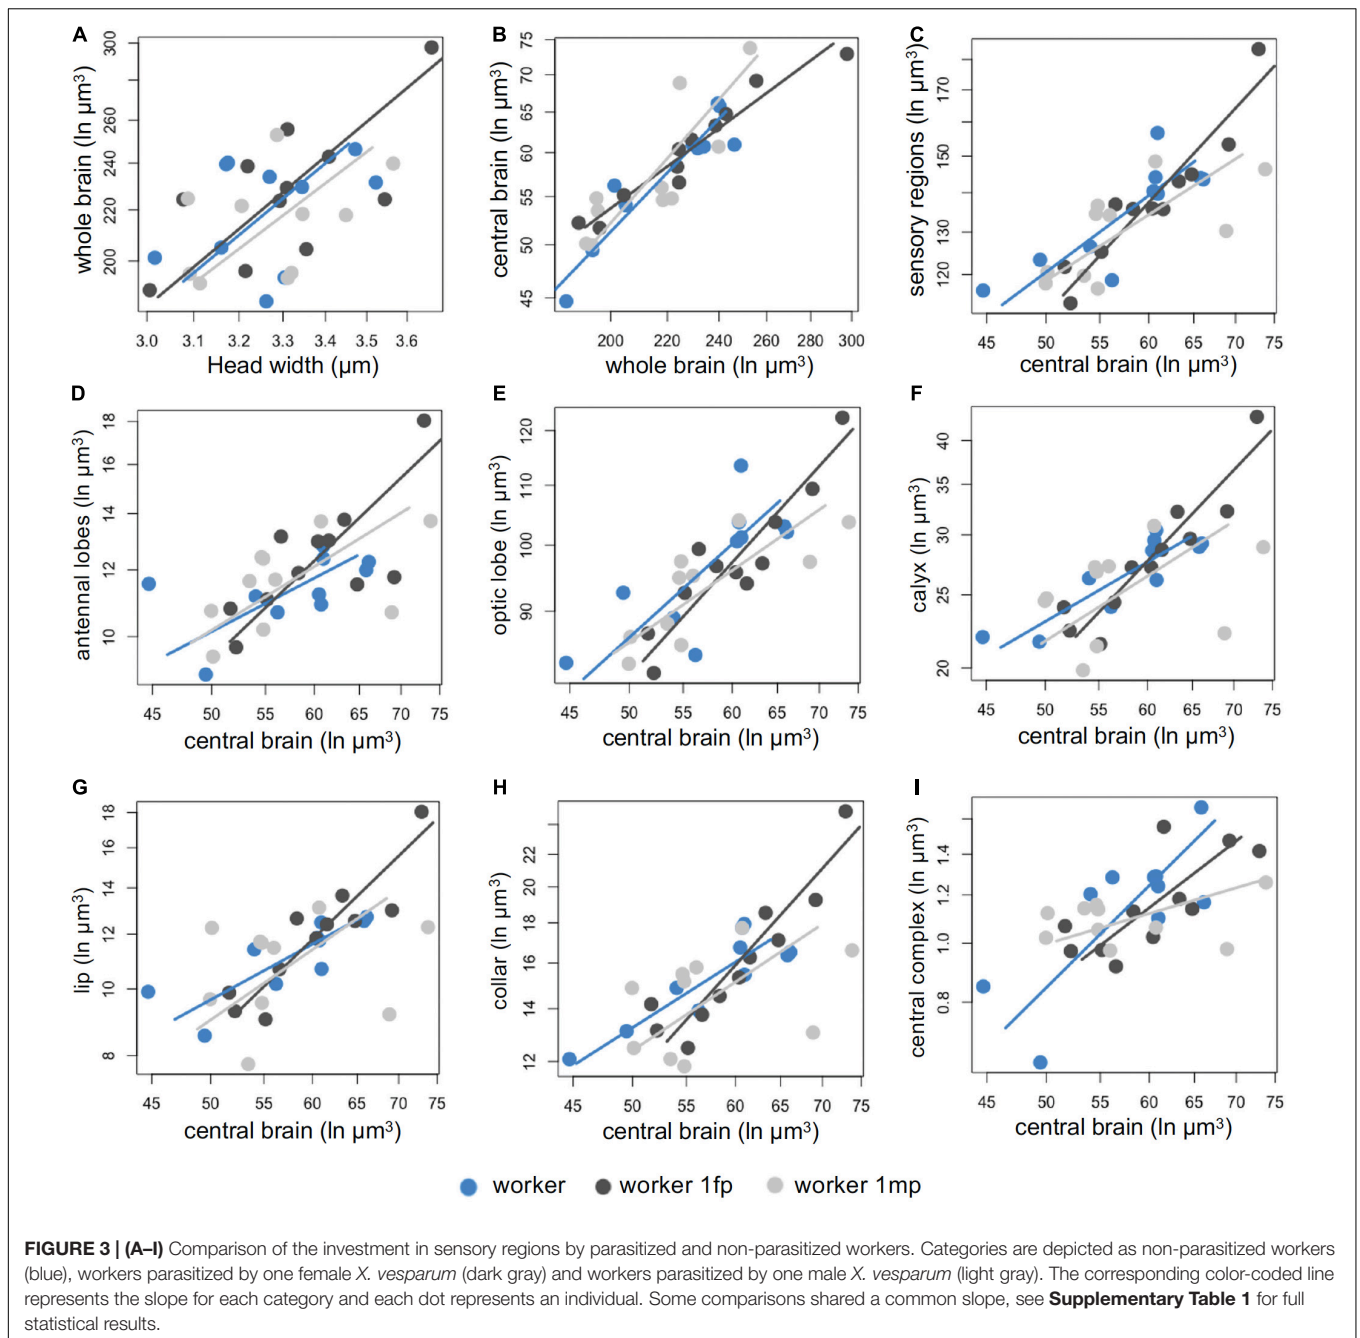 A
whole brain (ln µm³)
300
260
240
220
200
3.0 3.1 3.2 3.3 3.4 3.5 3.6
Head width (µm)
B
central brain (ln µm³)
75
70
65
60
55
50
45
200 220 240 260 280 300
whole brain (ln µm³)
C
sensory regions (ln µm³)
170
150
130
120
45 50 55 60 65 70 75
central brain (ln µm³)
D
antennal lobes (ln µm³)
18
16
14
12
10
45 50 55 60 65 70 75
central brain (ln µm³)
E
optic lobe (ln µm³)
120
110
100
90
45 50 55 60 65 70 75
central brain (ln µm³)
F
calyx (ln µm³)
40
35
30
25
20
45 50 55 60 65 70 75
central brain (ln µm³)
G
lip (ln µm³)
18
16
14
12
10
8
45 50 55 60 65 70 75
central brain (ln µm³)
H
collar (ln µm³)
22
20
18
16
14
12
45 50 55 60 65 70 75
central brain (ln µm³)
I
central complex (ln µm³)
1.4
1.2
1.0
0.8
45 50 55 60 65 70 75
central brain (ln µm³)
worker worker 1fp worker 1mp
FIGURE 3 | (A–I) Comparison of the investment in sensory regions by parasitized and non-parasitized workers. Categories are depicted as non-parasitized workers
(blue), workers parasitized by one female X. vesparum (dark gray) and workers parasitized by one male X. vesparum (light gray). The corresponding color-coded line
represents the slope for each category and each dot represents an individual. Some comparisons shared a common slope, see Supplementary Table 1 for full
statistical results.